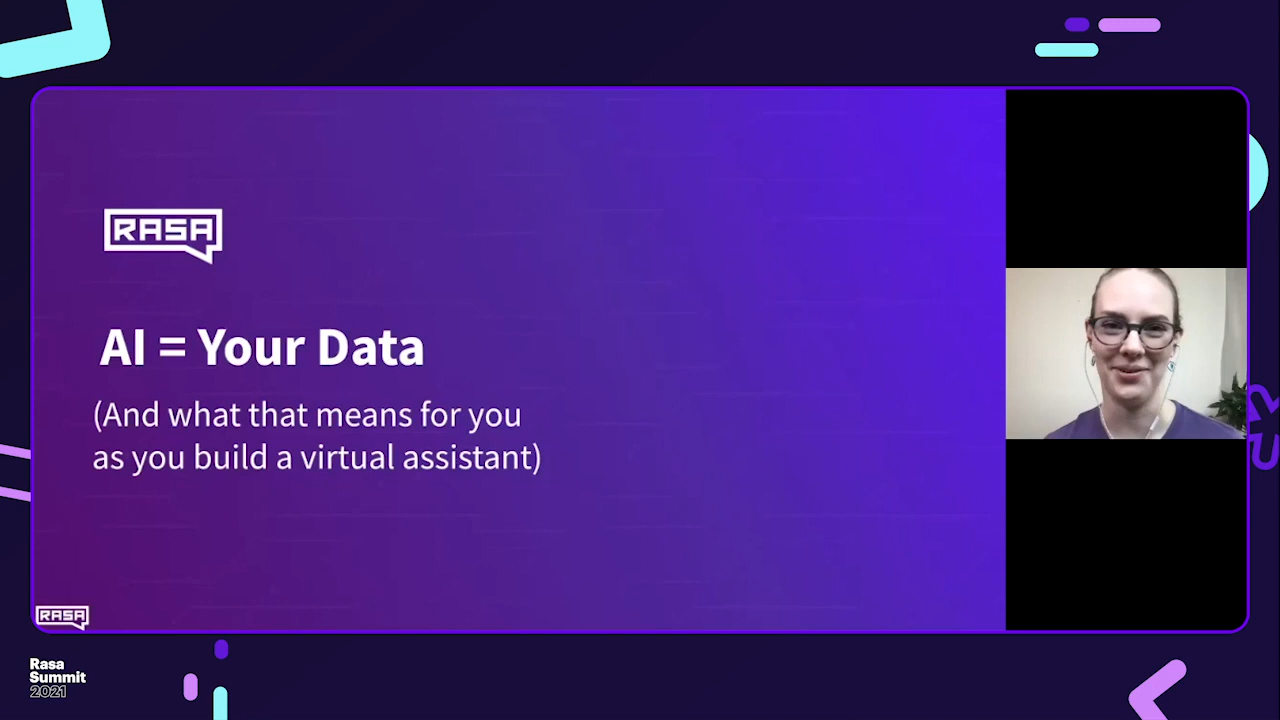 RASA
AI = Your Data
(And what that means for you
as you build a virtual assistant)
RASA
Rasa
Summit
2021